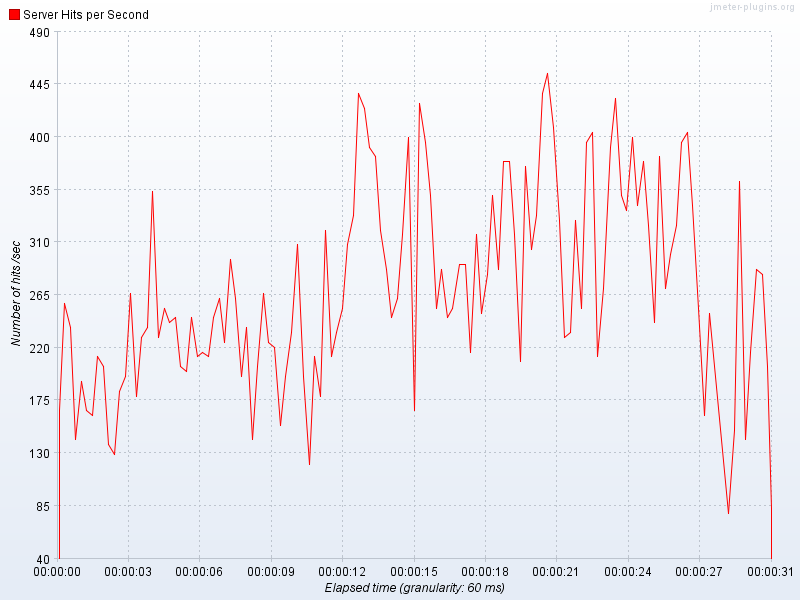 jmeter-plugins.org
Server Hits per Second
490
445
400
355
310
265
220
175
130
85
40
Number of hits /sec
00:00:00 00:00:03 00:00:06 00:00:09 00:00:12 00:00:15 00:00:18 00:00:21 00:00:24 00:00:27 00:00:31
Elapsed time (granularity: 60 ms)